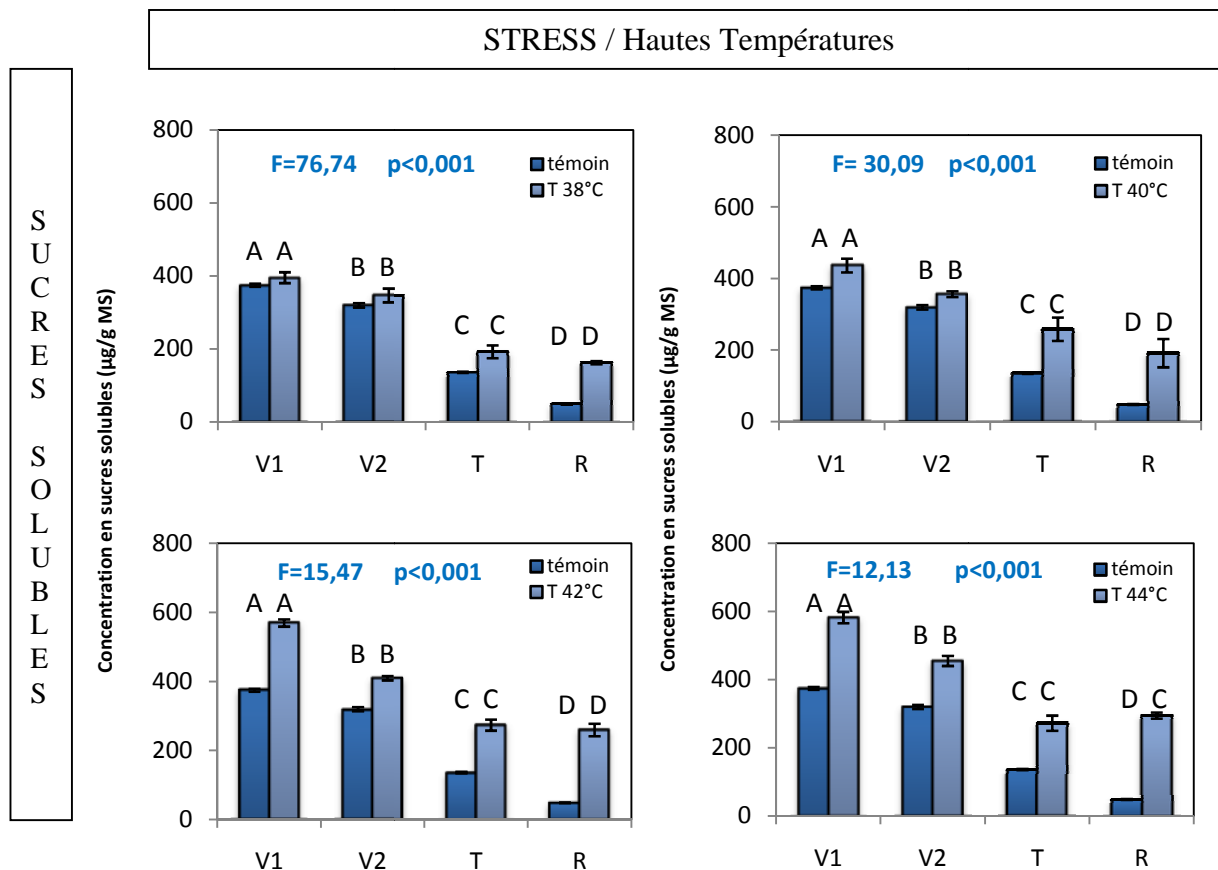 STRESS / Hautes Températures
SUCRES SOLUBLES
Concentration en sucres solubles (µg/g MS)
800
600
400
200
0
F=76,74 p<0,001
témoin
T 38°C
A A
B B
C C
D D
V1 V2 T R
Concentration en sucres solubles (µg/g MS)
800
600
400
200
0
F= 30,09 p<0,001
témoin
T 40°C
A A
B B
C C
D D
V1 V2 T R
800
600
400
200
0
F=15,47 p<0,001
témoin
T 42°C
A A
B B
C C
D D
V1 V2 T R
800
600
400
200
0
F=12,13 p<0,001
témoin
T 44°C
A A
B B
C C
D C
V1 V2 T R